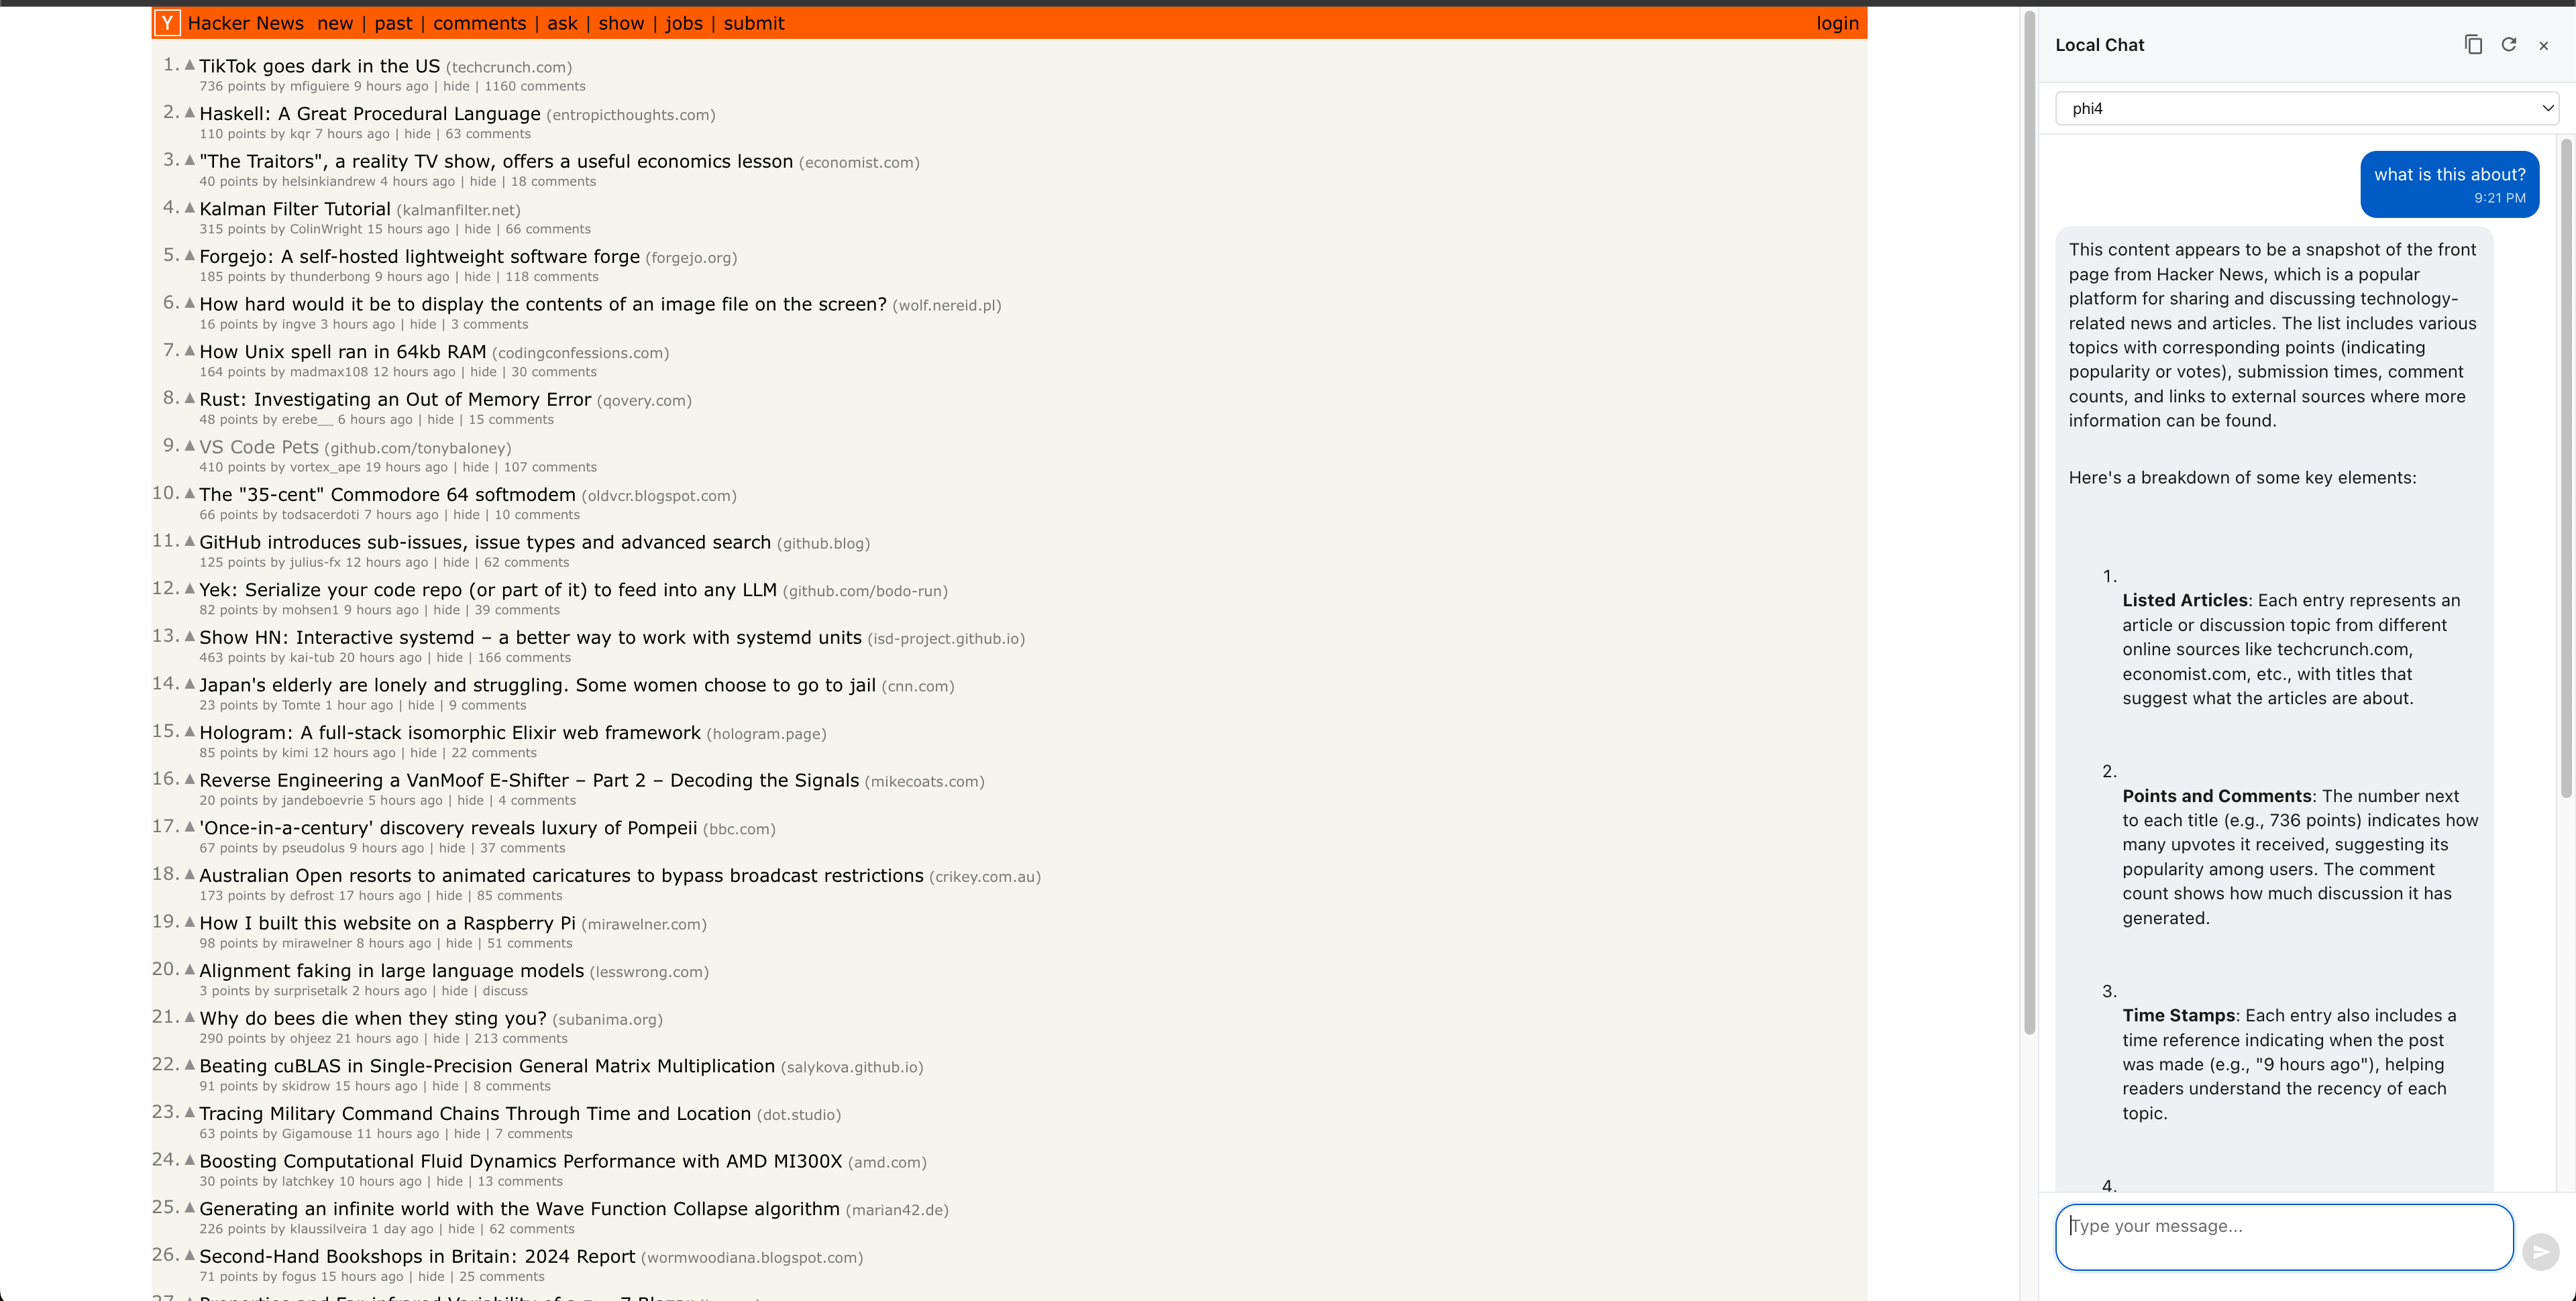 Y Hacker News new | past | comments | ask | show | jobs | submit login
1. ▲ TikTok goes dark in the US (techcrunch.com)
736 points by mfiguiere 9 hours ago | hide | 1160 comments
2. ▲ Haskell: A Great Procedural Language (entropicthoughts.com)
110 points by kqr 7 hours ago | hide | 63 comments
3. ▲ "The Traitors", a reality TV show, offers a useful economics lesson (economist.com)
40 points by helsinkiandrew 4 hours ago | hide | 18 comments
4. ▲ Kalman Filter Tutorial (kalmanfilter.net)
315 points by ColinWright 15 hours ago | hide | 66 comments
5. ▲ Forgejo: A self-hosted lightweight software forge (forgejo.org)
185 points by thunderbong 9 hours ago | hide | 118 comments
6. ▲ How hard would it be to display the contents of an image file on the screen? (wolf.nereid.pl)
16 points by ingve 3 hours ago | hide | 3 comments
7. ▲ How Unix spell ran in 64kb RAM (codingconfessions.com)
164 points by madmax108 12 hours ago | hide | 30 comments
8. ▲ Rust: Investigating an Out of Memory Error (qovery.com)
48 points by erebe__ 6 hours ago | hide | 15 comments
9. ▲ VS Code Pets (github.com/tonybaloney)
410 points by vortex_ape 19 hours ago | hide | 107 comments
10. ▲ The "35-cent" Commodore 64 softmodem (oldvcr.blogspot.com)
66 points by todsacerdoti 7 hours ago | hide | 10 comments
11. ▲ GitHub introduces sub-issues, issue types and advanced search (github.blog)
125 points by julius-fx 12 hours ago | hide | 62 comments
12. ▲ Yek: Serialize your code repo (or part of it) to feed into any LLM (github.com/bodo-run)
82 points by mohsen1 9 hours ago | hide | 39 comments
13. ▲ Show HN: Interactive systemd – a better way to work with systemd units (isd-project.github.io)
463 points by kai-tub 20 hours ago | hide | 166 comments
14. ▲ Japan's elderly are lonely and struggling. Some women choose to go to jail (cnn.com)
23 points by Tomte 1 hour ago | hide | 9 comments
15. ▲ Hologram: A full-stack isomorphic Elixir web framework (hologram.page)
85 points by kimi 12 hours ago | hide | 22 comments
16. ▲ Reverse Engineering a VanMoof E-Shifter – Part 2 – Decoding the Signals (mikecoats.com)
20 points by jandeboevrie 5 hours ago | hide | 4 comments
17. ▲ 'Once-in-a-century' discovery reveals luxury of Pompeii (bbc.com)
67 points by pseudolus 9 hours ago | hide | 37 comments
18. ▲ Australian Open resorts to animated caricatures to bypass broadcast restrictions (crikey.com.au)
173 points by defrost 17 hours ago | hide | 85 comments
19. ▲ How I built this website on a Raspberry Pi (mirawelner.com)
98 points by mirawelner 8 hours ago | hide | 51 comments
20. ▲ Alignment faking in large language models (lesswrong.com)
3 points by surprisetalk 2 hours ago | hide | discuss
21. ▲ Why do bees die when they sting you? (subanima.org)
290 points by ohjeez 21 hours ago | hide | 213 comments
22. ▲ Beating cuBLAS in Single-Precision General Matrix Multiplication (salykova.github.io)
91 points by skidrow 15 hours ago | hide | 8 comments
23. ▲ Tracing Military Command Chains Through Time and Location (dot.studio)
63 points by Gigamouse 11 hours ago | hide | 7 comments
24. ▲ Boosting Computational Fluid Dynamics Performance with AMD MI300X (amd.com)
30 points by latchkey 10 hours ago | hide | 13 comments
25. ▲ Generating an infinite world with the Wave Function Collapse algorithm (marian42.de)
226 points by klaussilveira 1 day ago | hide | 62 comments
26. ▲ Second-Hand Bookshops in Britain: 2024 Report (wormwoodiana.blogspot.com)
71 points by fogus 15 hours ago | hide | 25 comments
Local Chat
phi4
what is this about?
9:21 PM
This content appears to be a snapshot of the front
page from Hacker News, which is a popular
platform for sharing and discussing technology-
related news and articles. The list includes various
topics with corresponding points (indicating
popularity or votes), submission times, comment
counts, and links to external sources where more
information can be found.
Here's a breakdown of some key elements:
1.
Listed Articles: Each entry represents an
article or discussion topic from different
online sources like techcrunch.com,
economist.com, etc., with titles that
suggest what the articles are about.
2.
Points and Comments: The number next
to each title (e.g., 736 points) indicates how
many upvotes it received, suggesting its
popularity among users. The comment
count shows how much discussion it has
generated.
3.
Time Stamps: Each entry also includes a
time reference indicating when the post
was made (e.g., "9 hours ago"), helping
readers understand the recency of each
topic.
4.
Type your message...